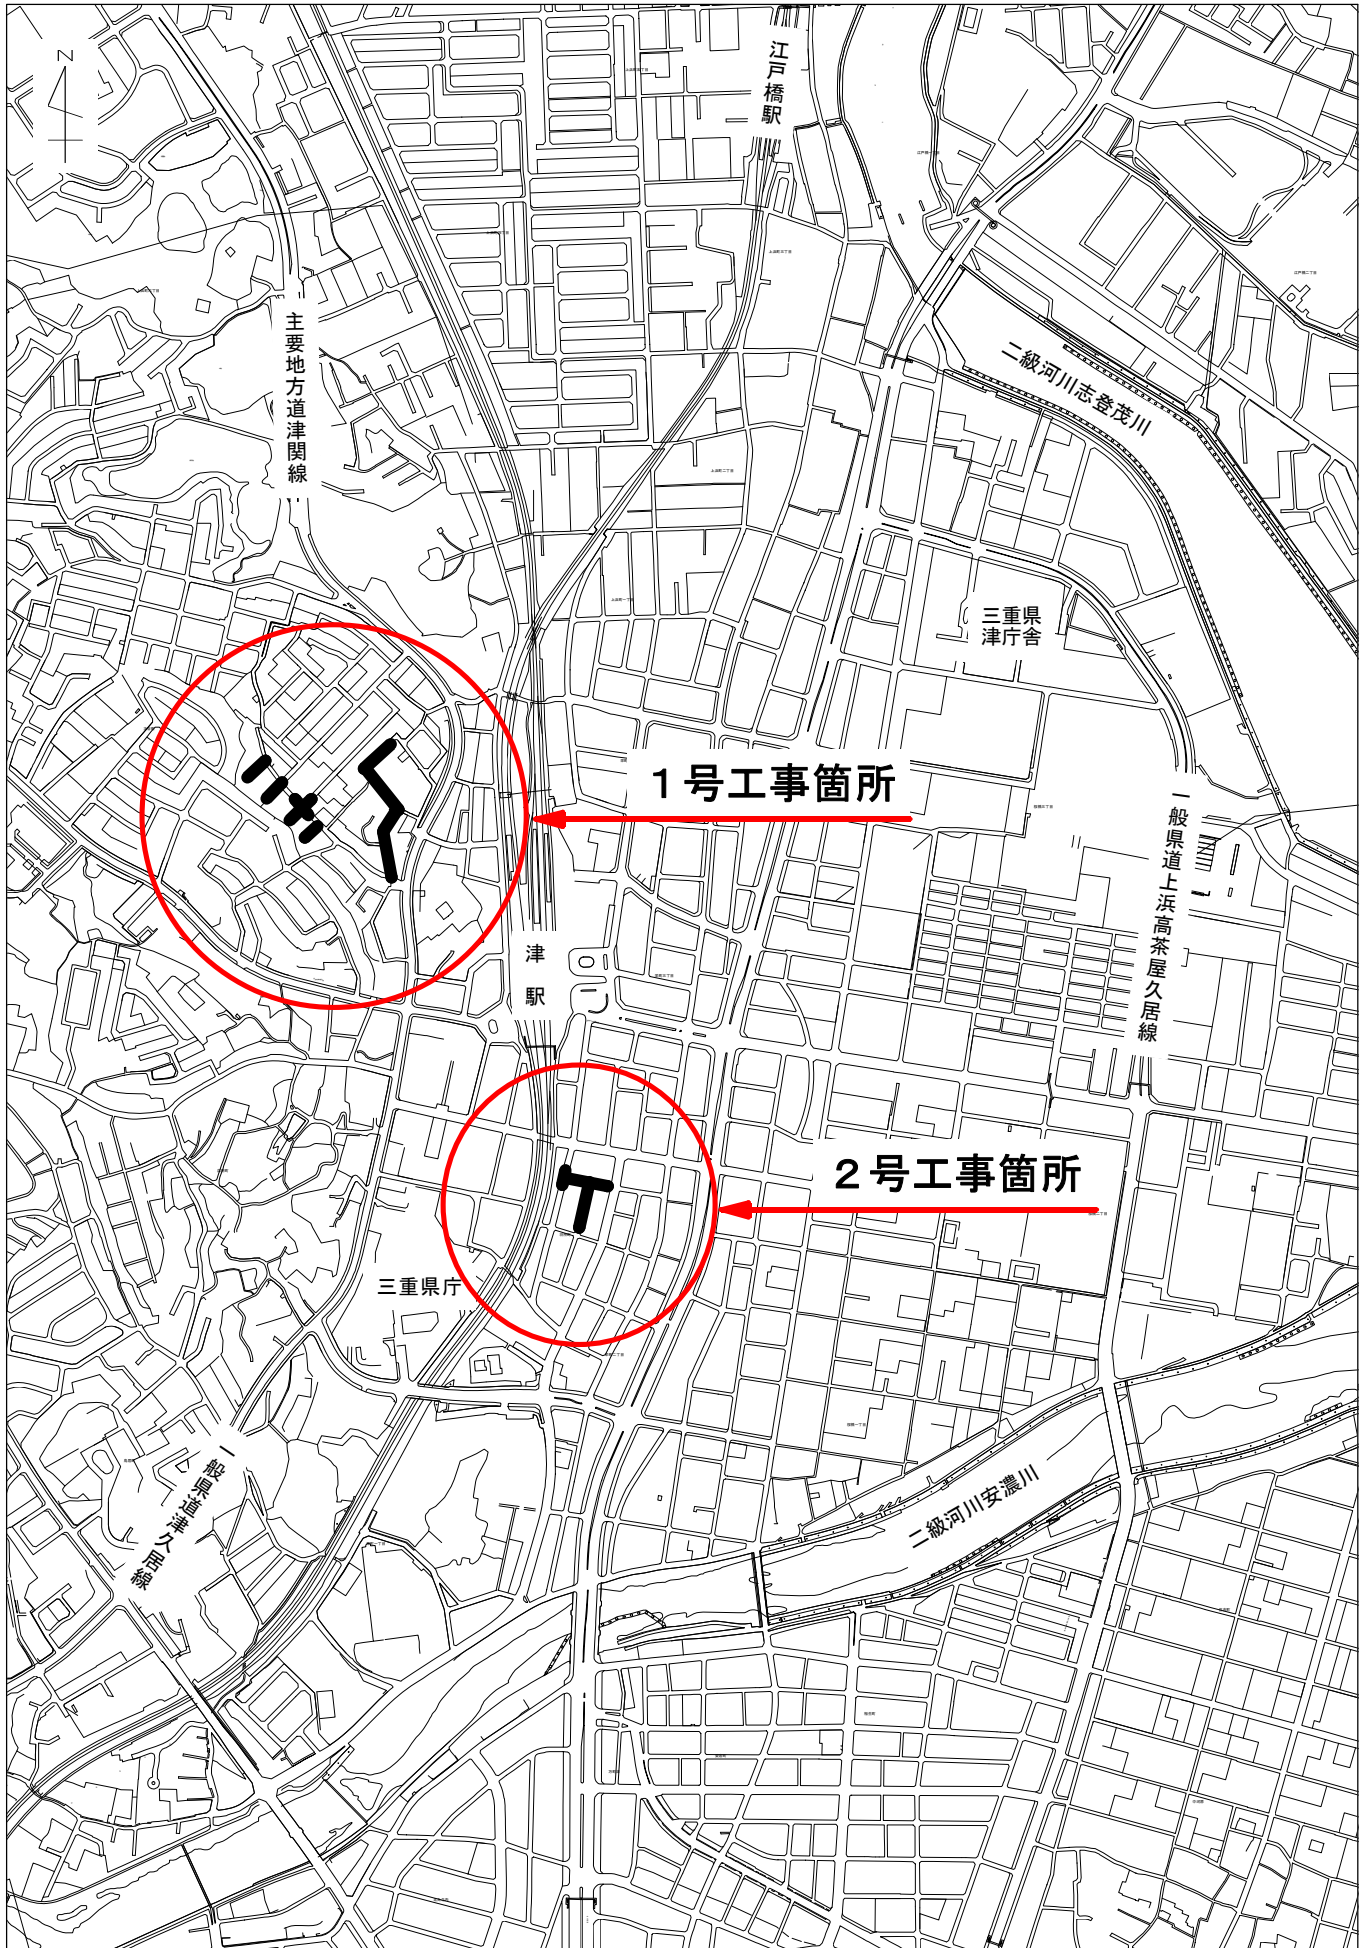 N
江戸橋駅
主要地方道津関線
二級河川志登茂川
三重県
津庁舎
1号工事箇所
一般県道上浜高茶屋久居線
津駅
2号工事箇所
三重県庁
一般県道津久居線
二級河川安濃川